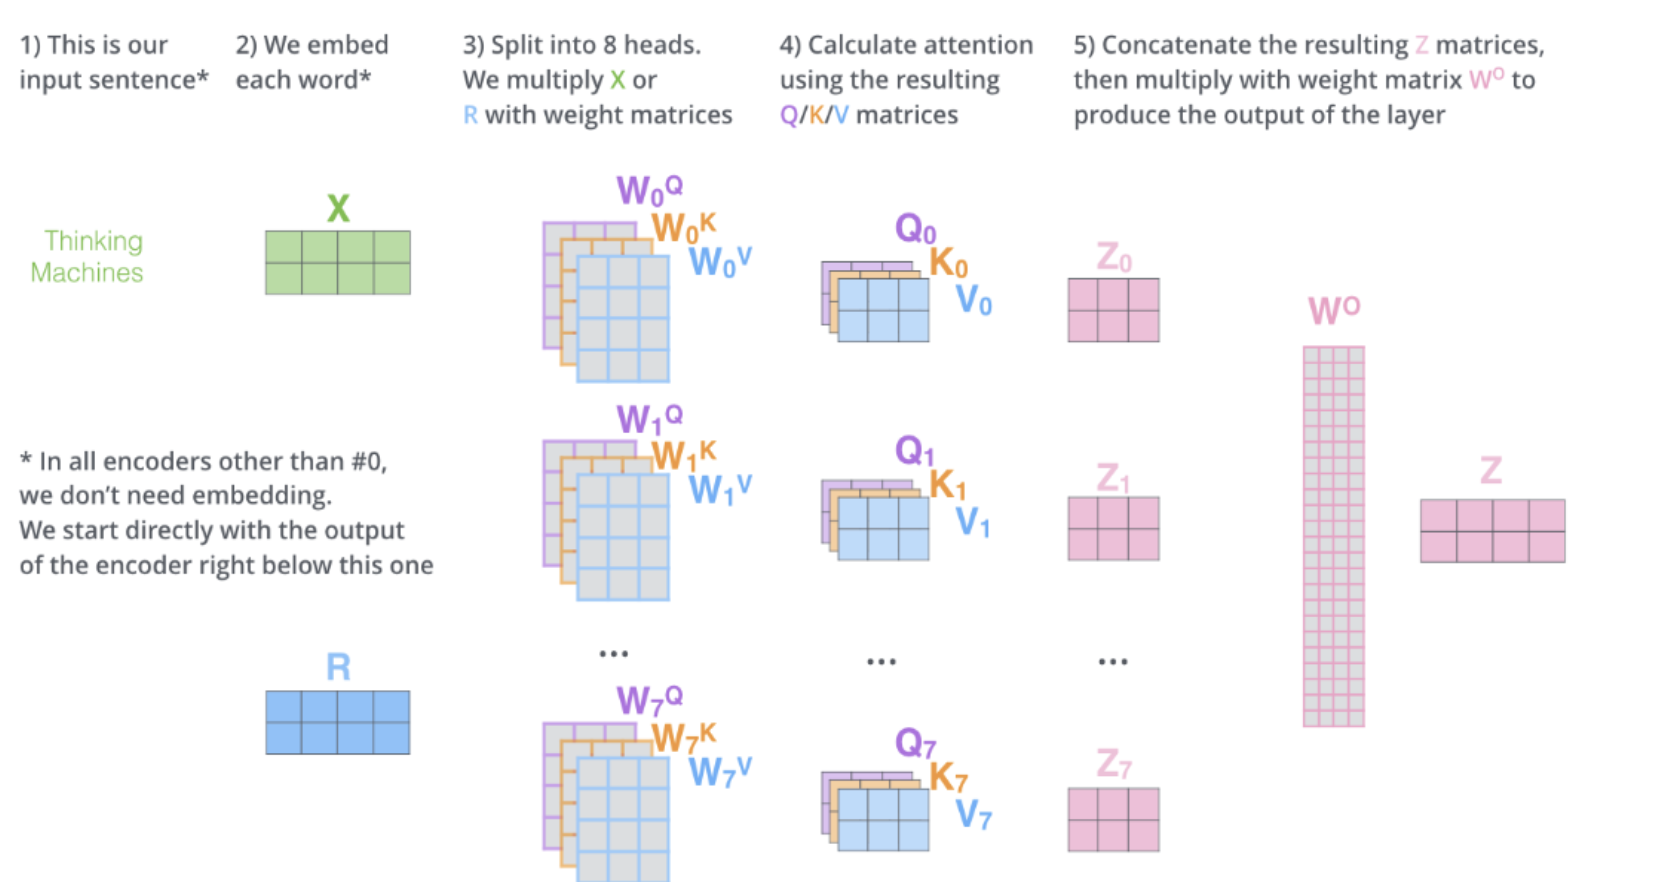 1) This is our
input sentence*
2) We embed
each word*
3) Split into 8 heads.
We multiply X or
R with weight matrices
4) Calculate attention
using the resulting
Q/K/V matrices
5) Concatenate the resulting Z matrices,
then multiply with weight matrix Wᴼ to
produce the output of the layer
Thinking
Machines
X
W₀Q
W₀K
W₀V
Q₀
K₀
V₀
Z₀
* In all encoders other than #0,
we don’t need embedding.
We start directly with the output
of the encoder right below this one
W₁Q
W₁K
W₁V
Q₁
K₁
V₁
Z₁
Wᴼ
Z
...
...
...
R
W₇Q
W₇K
W₇V
Q₇
K₇
V₇
Z₇